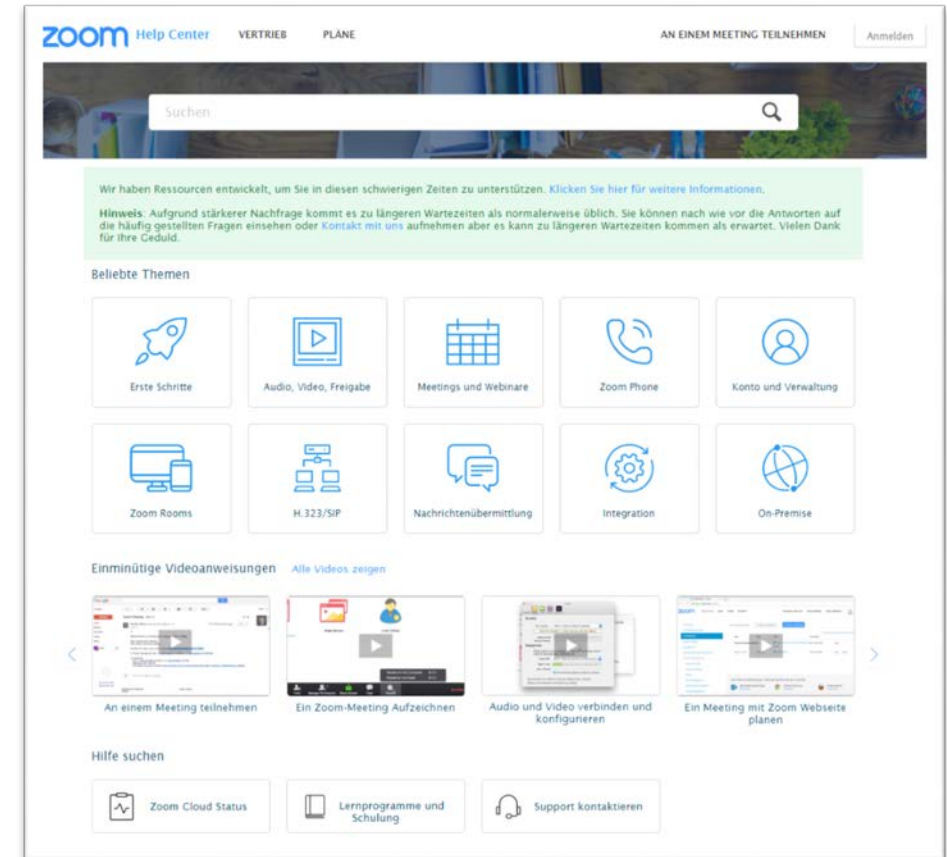 zoom Help Center VERTRIEB PLÄNE AN EINEM MEETING TEILNEHMEN Anmelden
Suchen
Wir haben Ressourcen entwickelt, um Sie in diesen schwierigen Zeiten zu unterstützen. Klicken Sie hier für weitere Informationen.
Hinweis: Aufgrund stärkerer Nachfrage kommt es zu längeren Wartezeiten als normalerweise üblich. Sie können nach wie vor die Antworten auf
die häufig gestellten Fragen einsehen oder Kontakt mit uns aufnehmen aber es kann zu längeren Wartezeiten kommen als erwartet. Vielen Dank
für Ihre Geduld.
Beliebte Themen
Erste Schritte
Audio, Video, Freigabe
Meetings und Webinare
Zoom Phone
Konto und Verwaltung
Zoom Rooms
H.323/SIP
Nachrichtenübermittlung
Integration
On-Premise
Einminütige Videoanweisungen Alle Videos zeigen
An einem Meeting teilnehmen
Ein Zoom-Meeting Aufzeichnen
Audio und Video verbinden und
konfigurieren
Ein Meeting mit Zoom Webseite
planen
Hilfe suchen
Zoom Cloud Status
Lernprogramme und
Schulung
Support kontaktieren